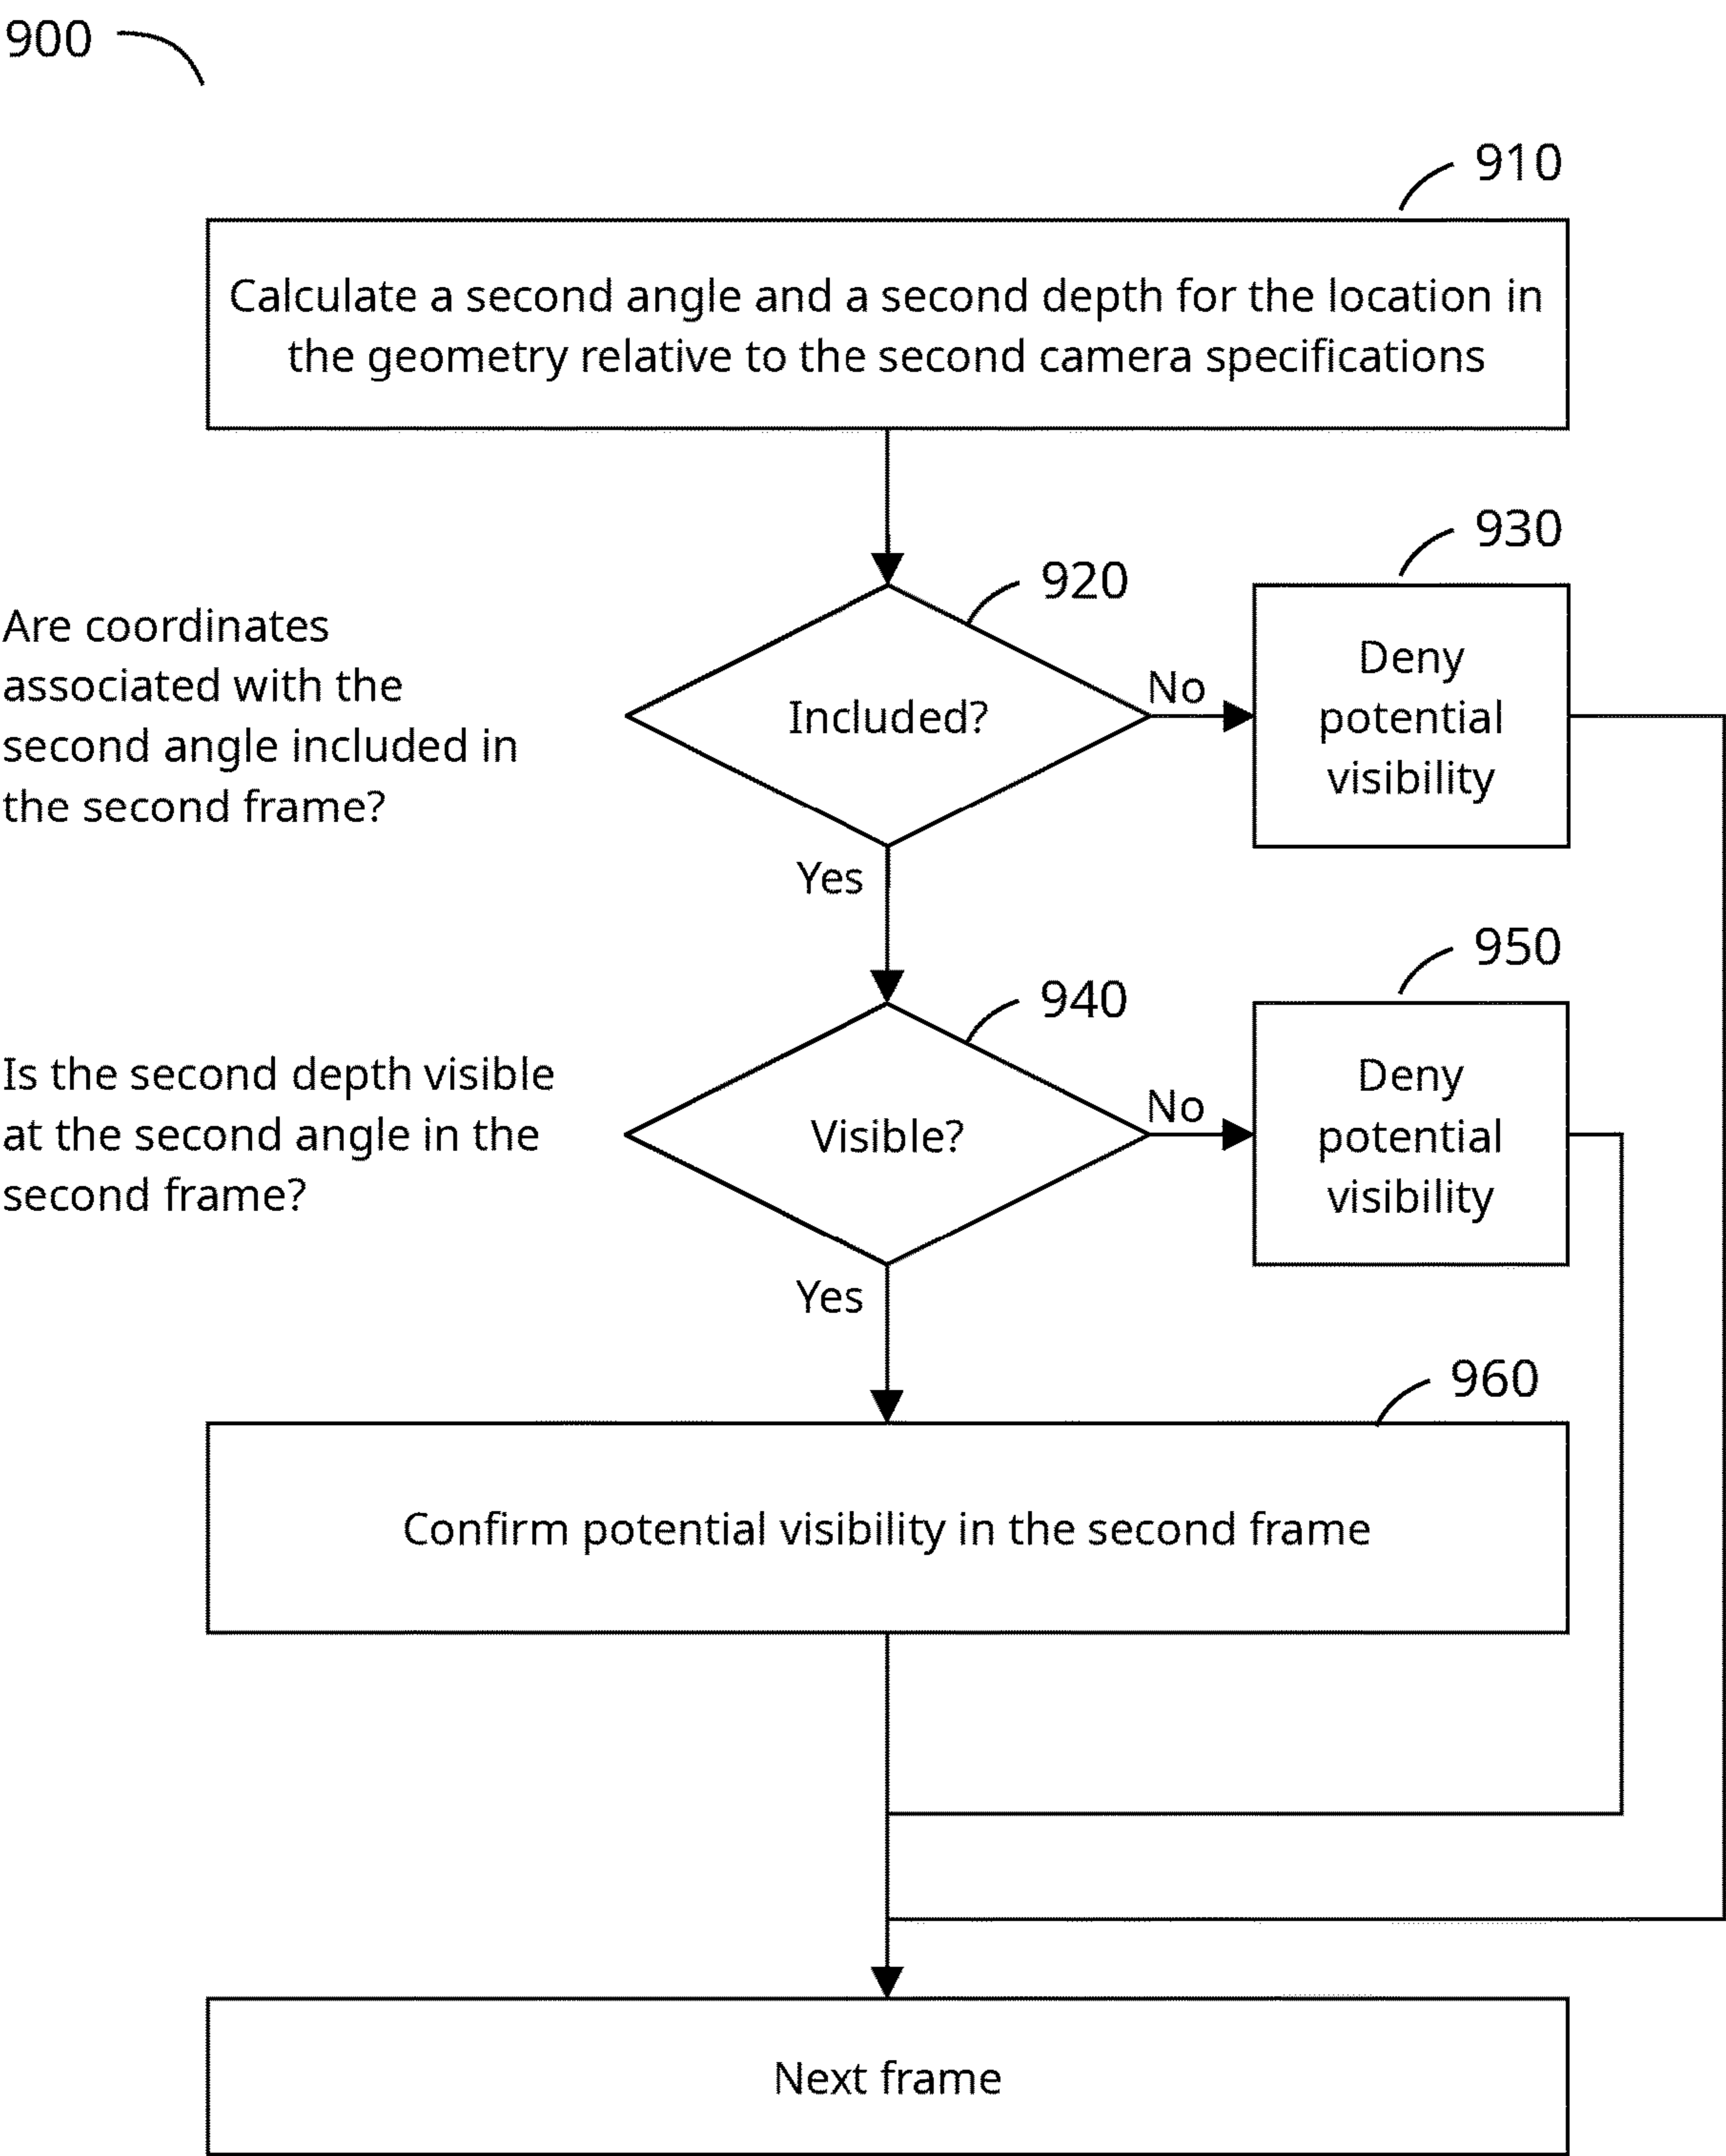 900
910
Calculate a second angle and a second depth for the location in
the geometry relative to the second camera specifications
930
920
Are coordinates
associated with the
second angle included in
the second frame?
Included?
No
Deny
potential
visibility
Yes
950
940
Is the second depth visible
at the second angle in the
second frame?
Visible?
No
Deny
potential
visibility
Yes
960
Confirm potential visibility in the second frame
Next frame